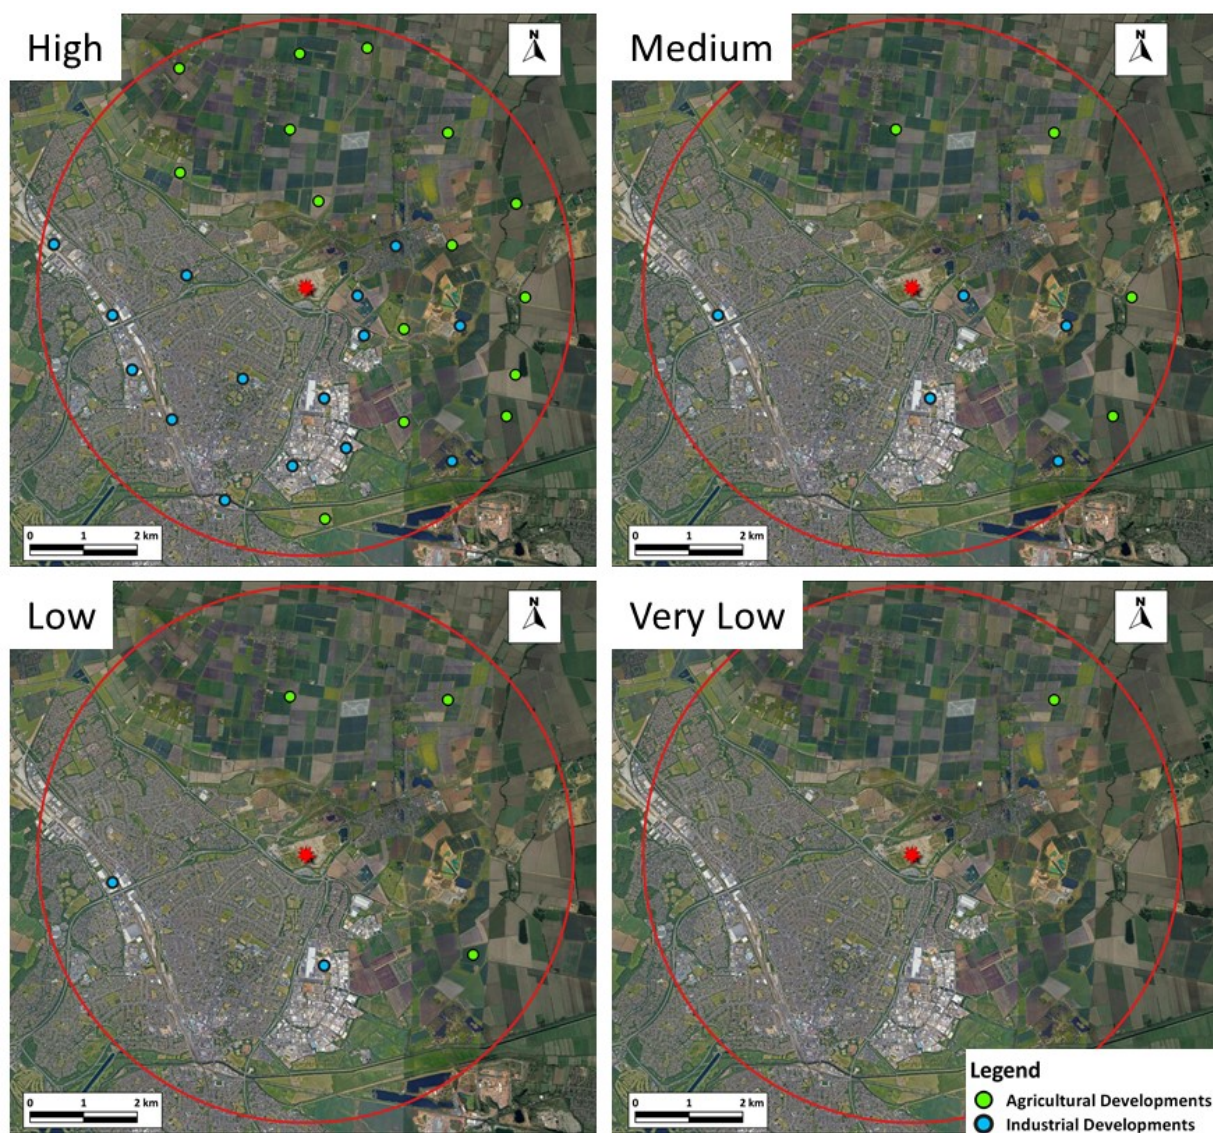 High
N
Medium
N
0 1 2 km
0 1 2 km
Low
N
Very Low
N
0 1 2 km
0 1 2 km
Legend
Agricultural Developments
Industrial Developments